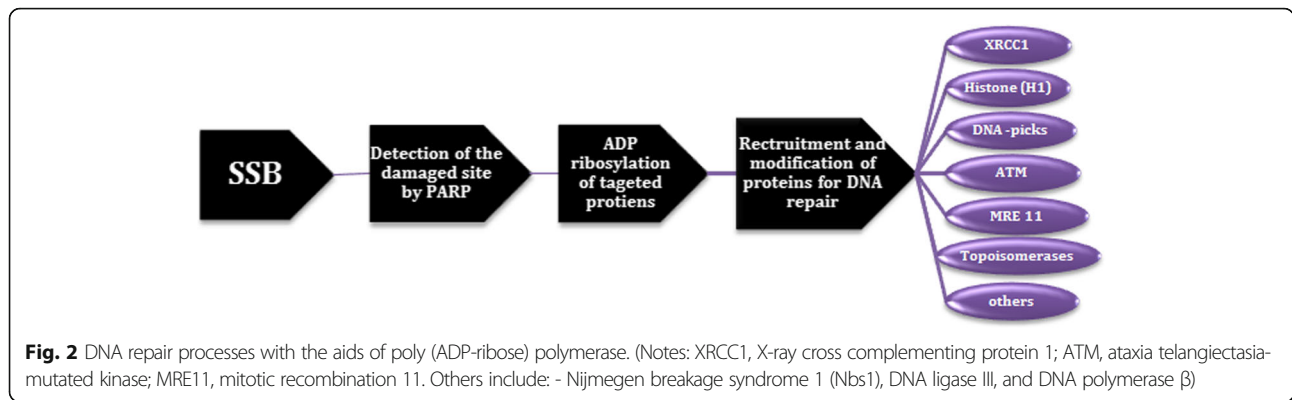 SSB
Detection of the
damaged site
by PARP
ADP
ribosylation
of tageted
protiens
Rectruitment and
modification of
proteins for DNA
repair
XRCC1
Histone (H1)
DNA -picks
ATM
MRE 11
Topoisomerases
others
Fig. 2 DNA repair processes with the aids of poly (ADP-ribose) polymerase. (Notes: XRCC1, X-ray cross complementing protein 1; ATM, ataxia telangiectasia-
mutated kinase; MRE11, mitotic recombination 11. Others include: - Nijmegen breakage syndrome 1 (Nbs1), DNA ligase III, and DNA polymerase β)